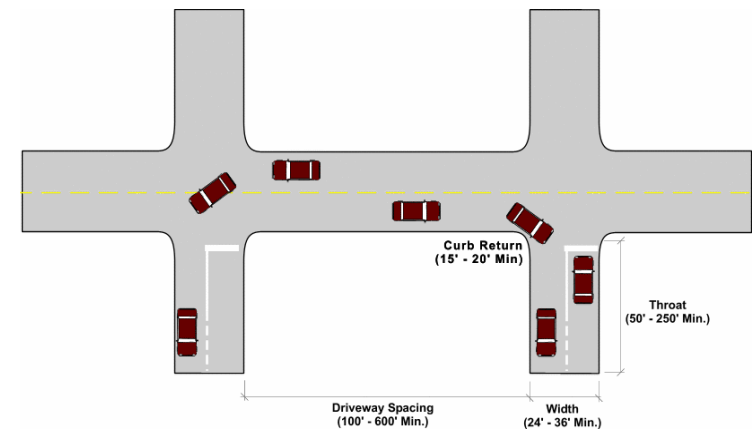 Curb Return
(15' - 20' Min)
Throat
(50' - 250' Min.)
Driveway Spacing
(100' - 600' Min.)
Width
(24' - 36' Min.)